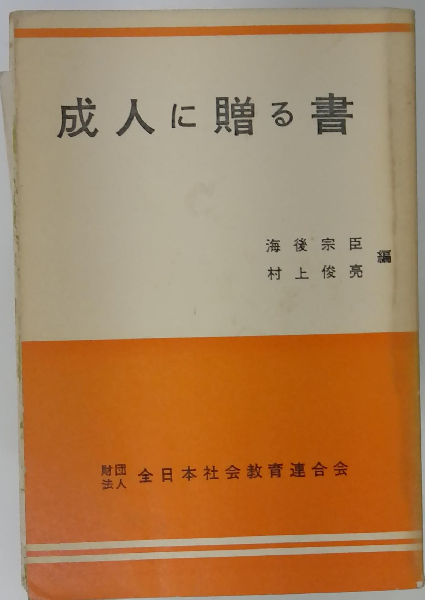 成人に贈る書
海後宗臣
村上俊亮
編
財団
法人
全日本社会教育連合会